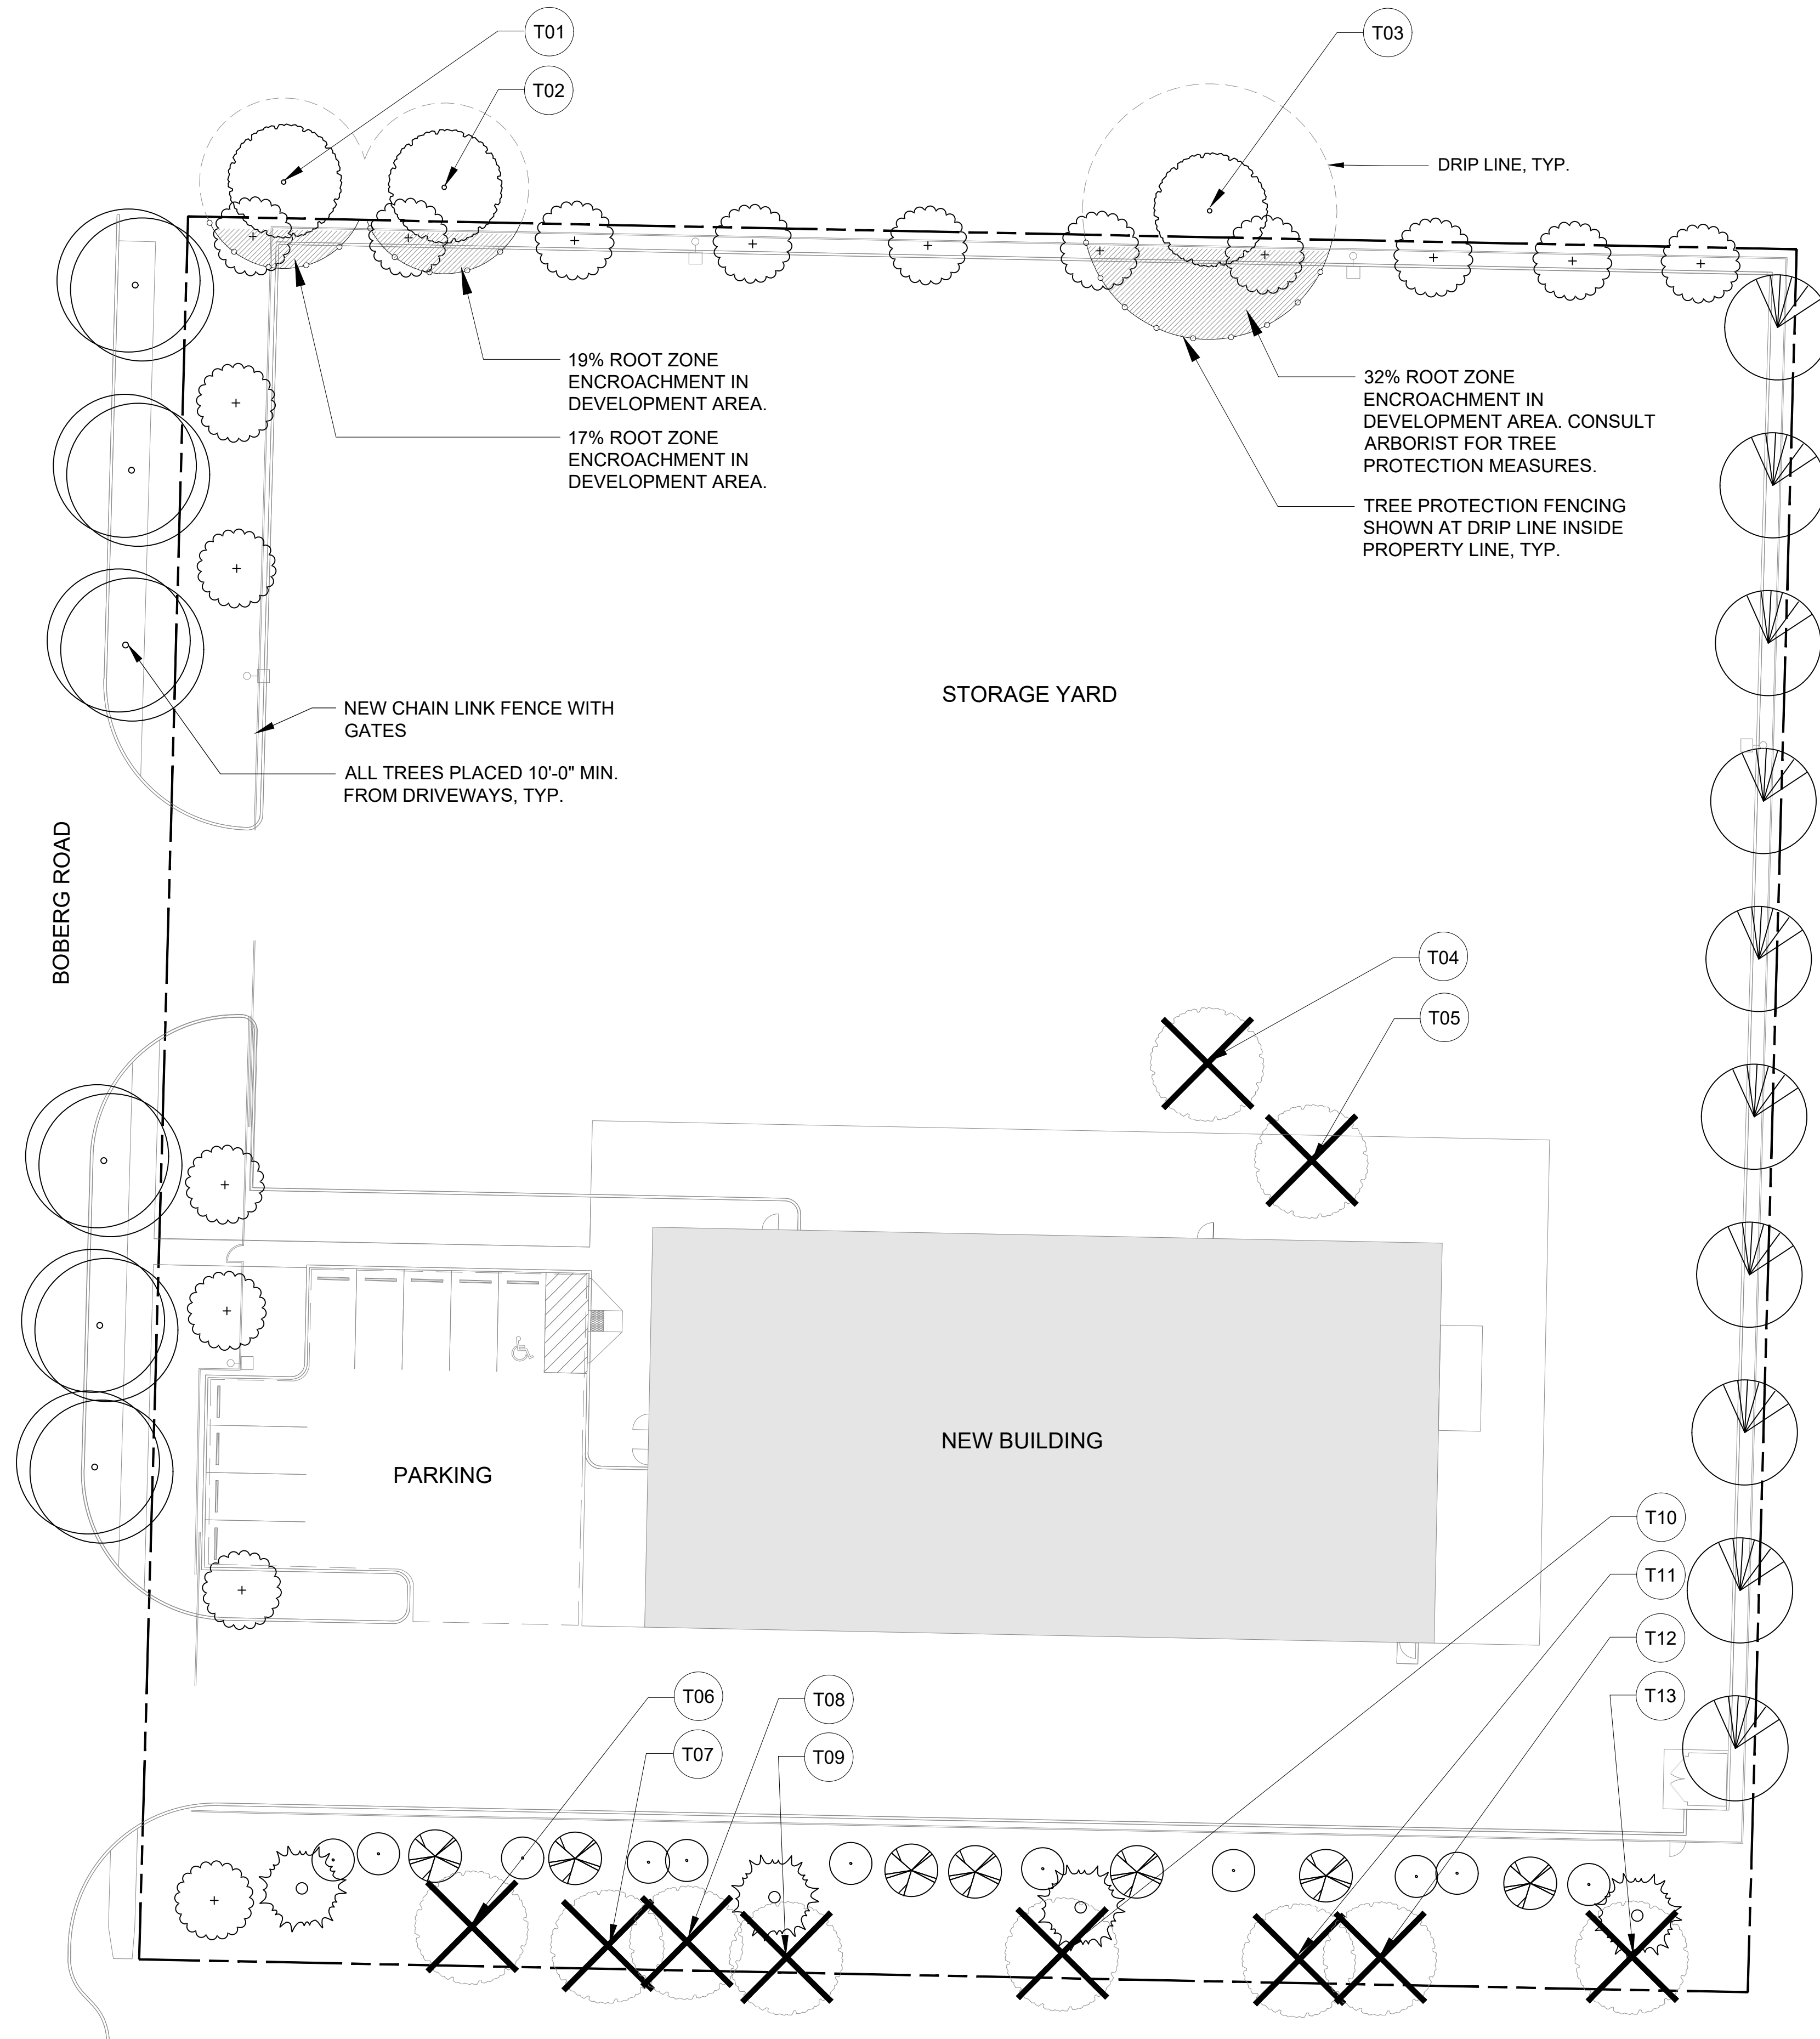 T01
T02
T03
DRIP LINE, TYP.
19% ROOT ZONE
ENCROACHMENT IN
DEVELOPMENT AREA.
17% ROOT ZONE
ENCROACHMENT IN
DEVELOPMENT AREA.
32% ROOT ZONE
ENCROACHMENT IN
DEVELOPMENT AREA. CONSULT
ARBORIST FOR TREE
PROTECTION MEASURES.
TREE PROTECTION FENCING
SHOWN AT DRIP LINE INSIDE
PROPERTY LINE, TYP.
STORAGE YARD
NEW CHAIN LINK FENCE WITH
GATES
ALL TREES PLACED 10'-0" MIN.
FROM DRIVEWAYS, TYP.
BOBERG ROAD
T04
T05
NEW BUILDING
PARKING
T10
T11
T12
T13
T06
T07
T08
T09